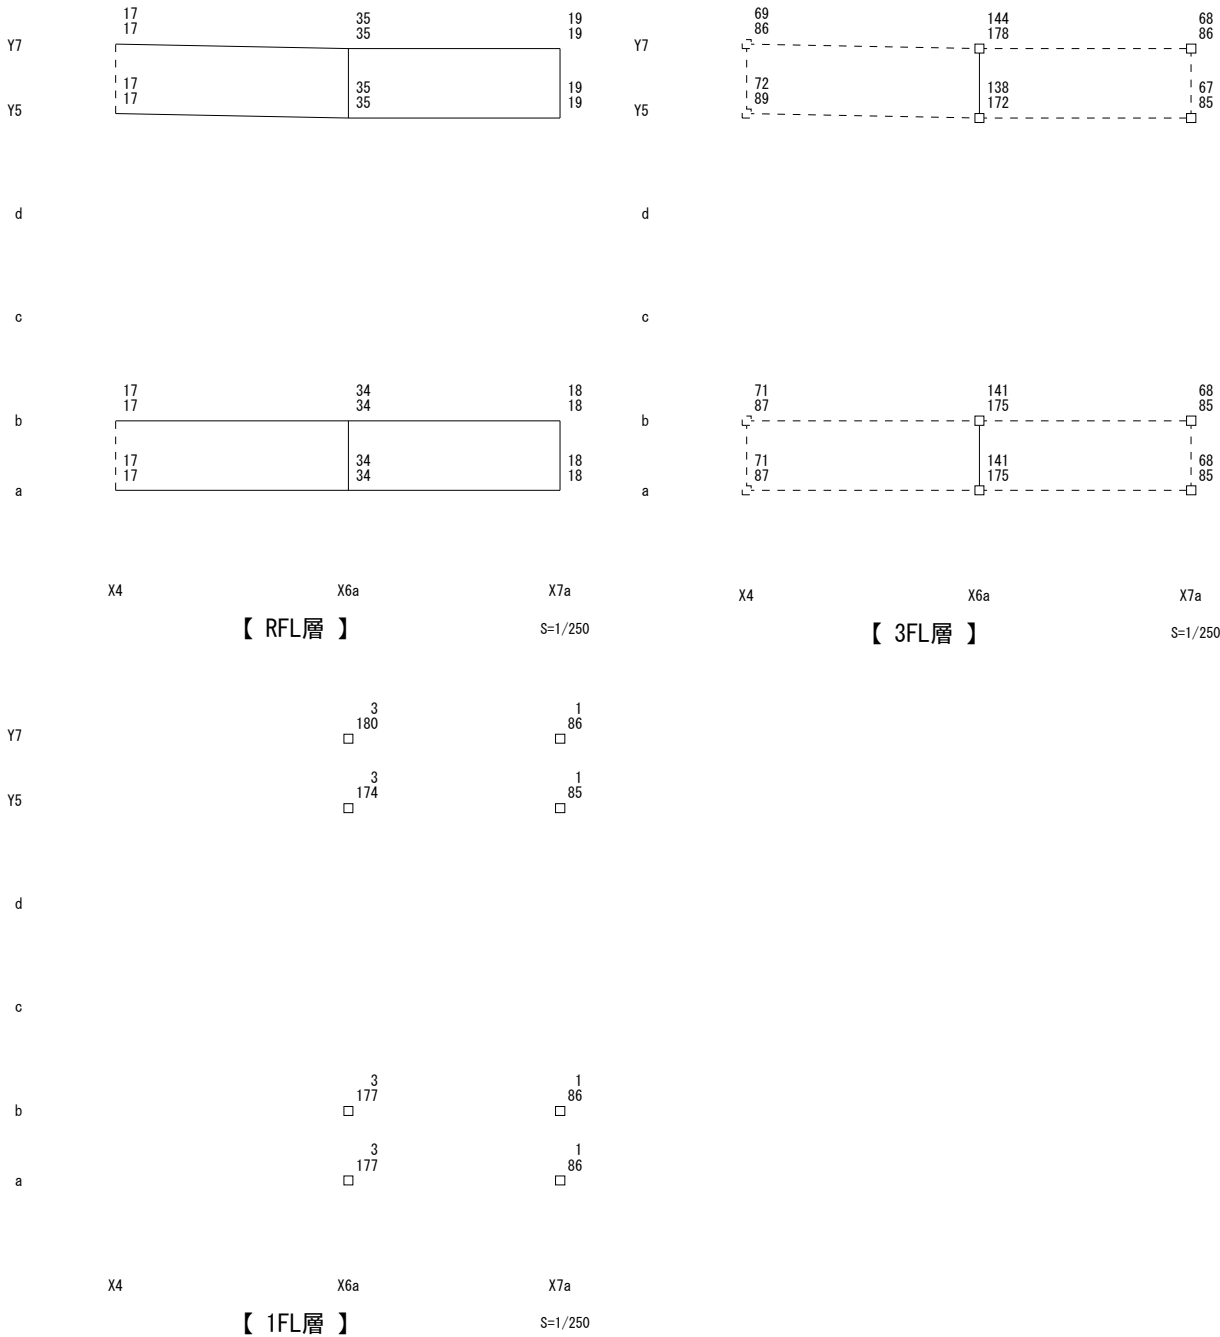 17 35 19
17 35 19
Y7
17 35 19
17 35 19
Y5
d
c
17 34 18
17 34 18
b
17 34 18
17 34 18
a
X4 X6a X7a
【 RFL層 】 S=1/250
69 144 68
86 178 86
Y7
72 138 67
89 172 85
Y5
d
c
71 141 68
87 175 85
b
71 141 68
87 175 85
a
X4 X6a X7a
【 3FL層 】 S=1/250
3 1
180 86
Y7
3 1
174 85
Y5
d
c
3 1
177 86
b
3 1
177 86
a
X4 X6a X7a
【 1FL層 】 S=1/250